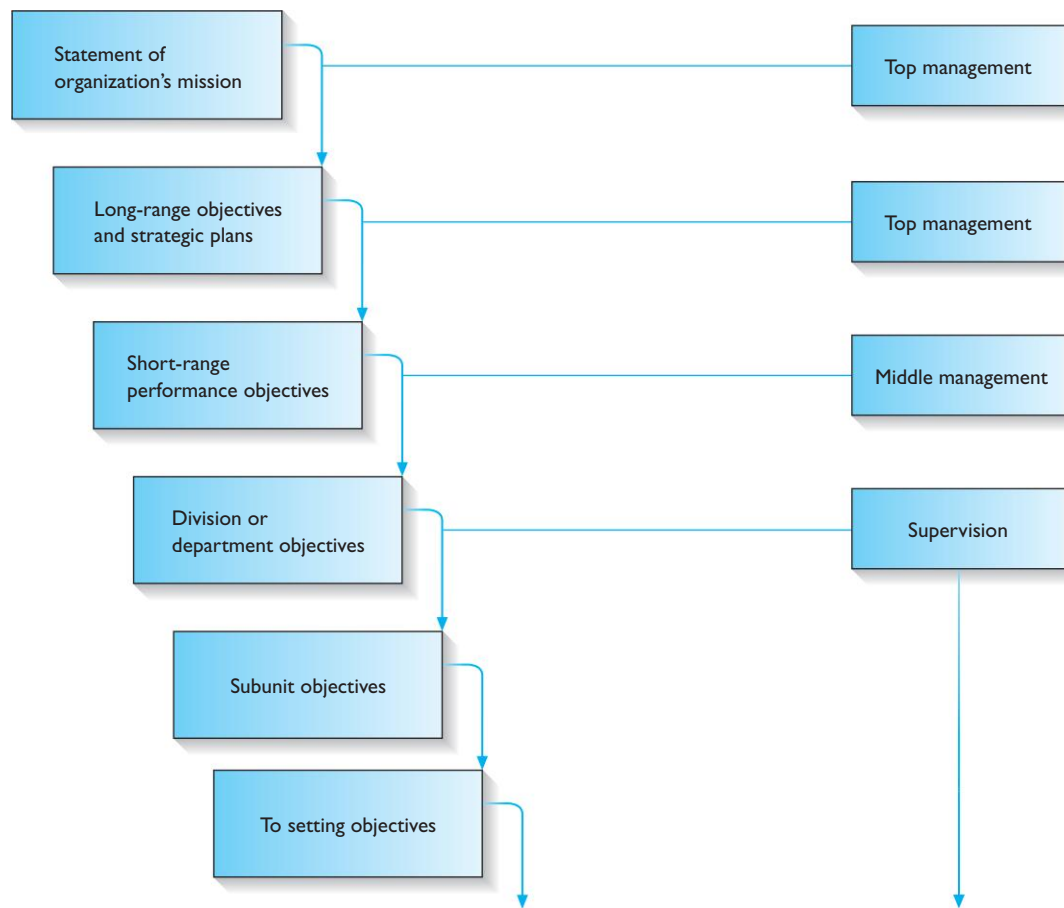 Statement of
organization’s mission
Top management
Long-range objectives
and strategic plans
Top management
Short-range
performance objectives
Middle management
Division or
department objectives
Supervision
Subunit objectives
To setting objectives